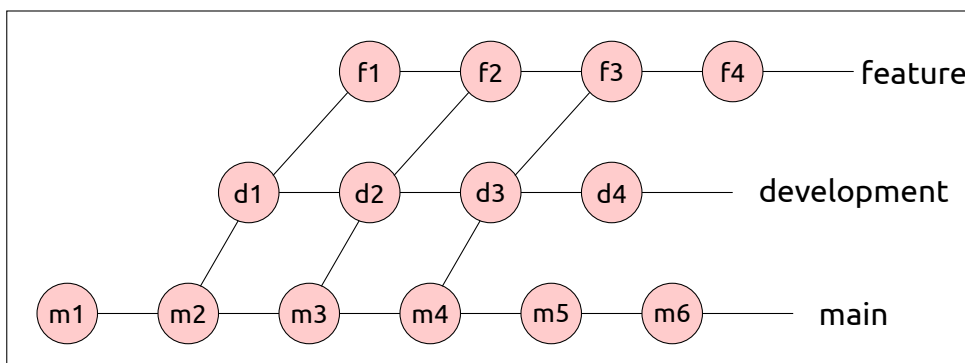 f1 f2 f3 f4 feature
d1 d2 d3 d4 development
m1 m2 m3 m4 m5 m6 main